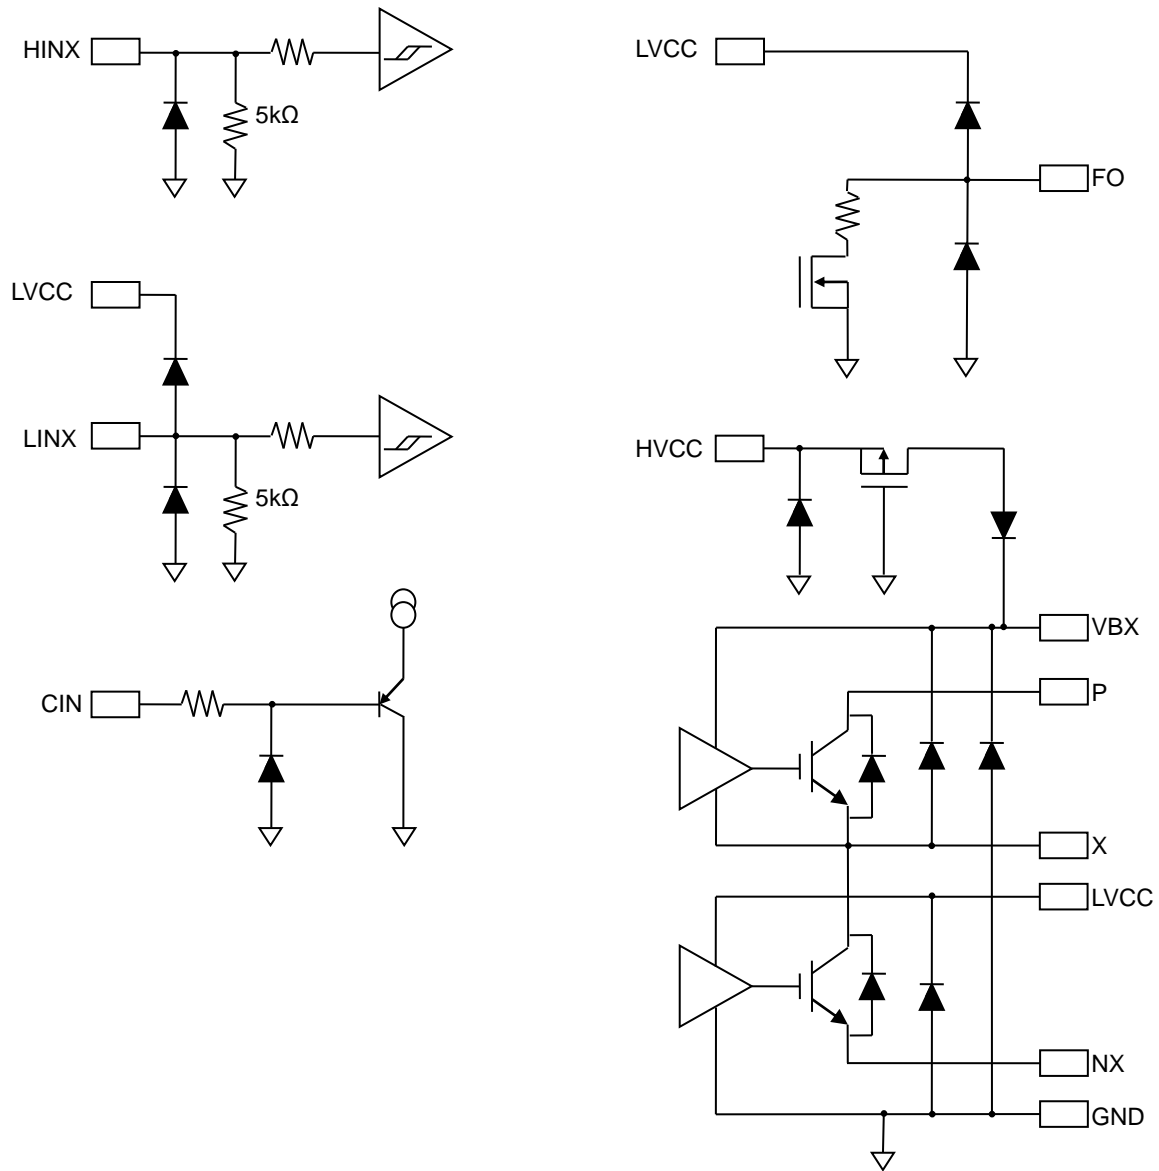 HINX
5kΩ
LVCC
LINX
5kΩ
CIN
LVCC
FO
HVCC
VBX
P
X
LVCC
NX
GND